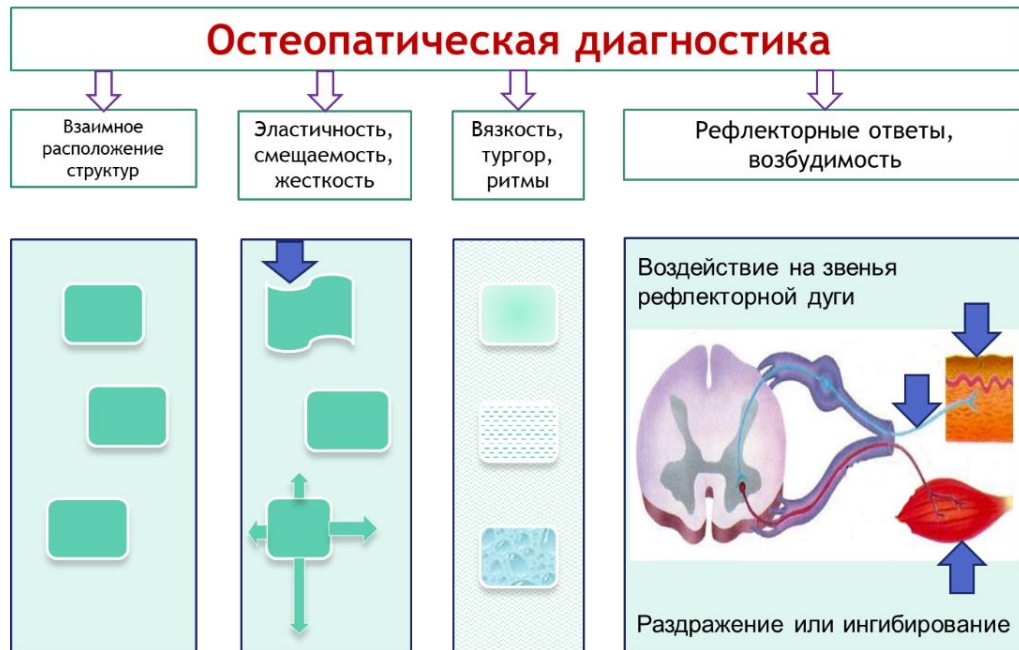 Остеопатическая диагностика
Взаимное
расположение
структур
Эластичность,
смещаемость,
жесткость
Вязкость,
тургор,
ритмы
Рефлекторные ответы,
возбудимость
Воздействие на звенья
рефлекторной дуги
Раздражение или ингибирование